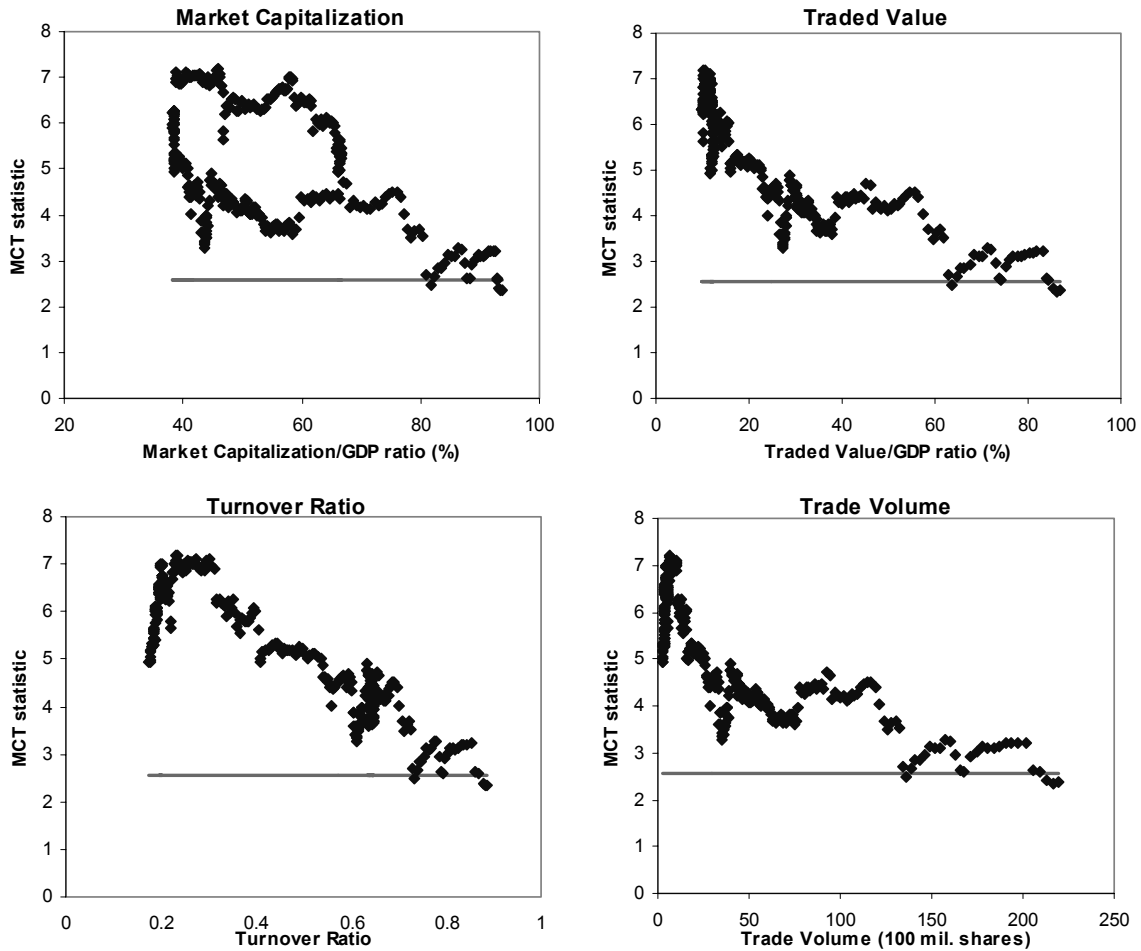 Market Capitalization
8
7
6
5
4
3
2
1
0
MCT statistic
20 40 60 80 100
Market Capitalization/GDP ratio (%)
Traded Value
8
7
6
5
4
3
2
1
0
MCT statistic
0 20 40 60 80 100
Traded Value/GDP ratio (%)
Turnover Ratio
8
7
6
5
4
3
2
1
0
MCT statistic
0 0.2 0.4 0.6 0.8 1
Turnover Ratio
Trade Volume
8
7
6
5
4
3
2
1
0
MCT statistic
0 50 100 150 200 250
Trade Volume (100 mil. shares)